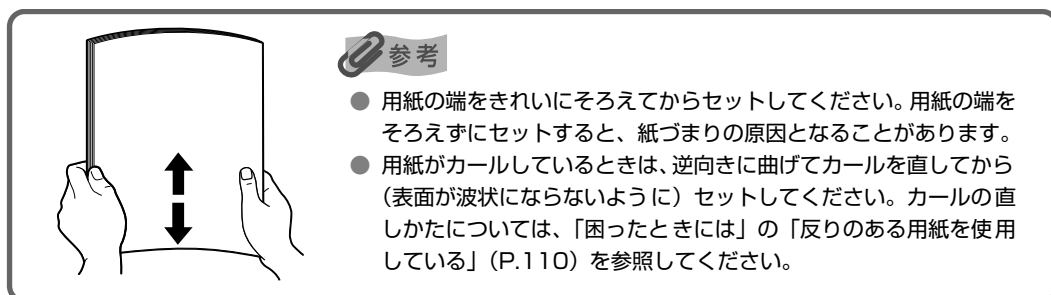 参考
● 用紙の端をきれいにそろえてからセットしてください。用紙の端を
そろえずにセットすると、紙づまりの原因となることがあります。
● 用紙がカールしているときは、逆向きに曲げてカールを直してから
（表面が波状にならないように）セットしてください。カールの直
しかたについては、「困ったときには」の「反りのある用紙を使用
している」（P.110）を参照してください。